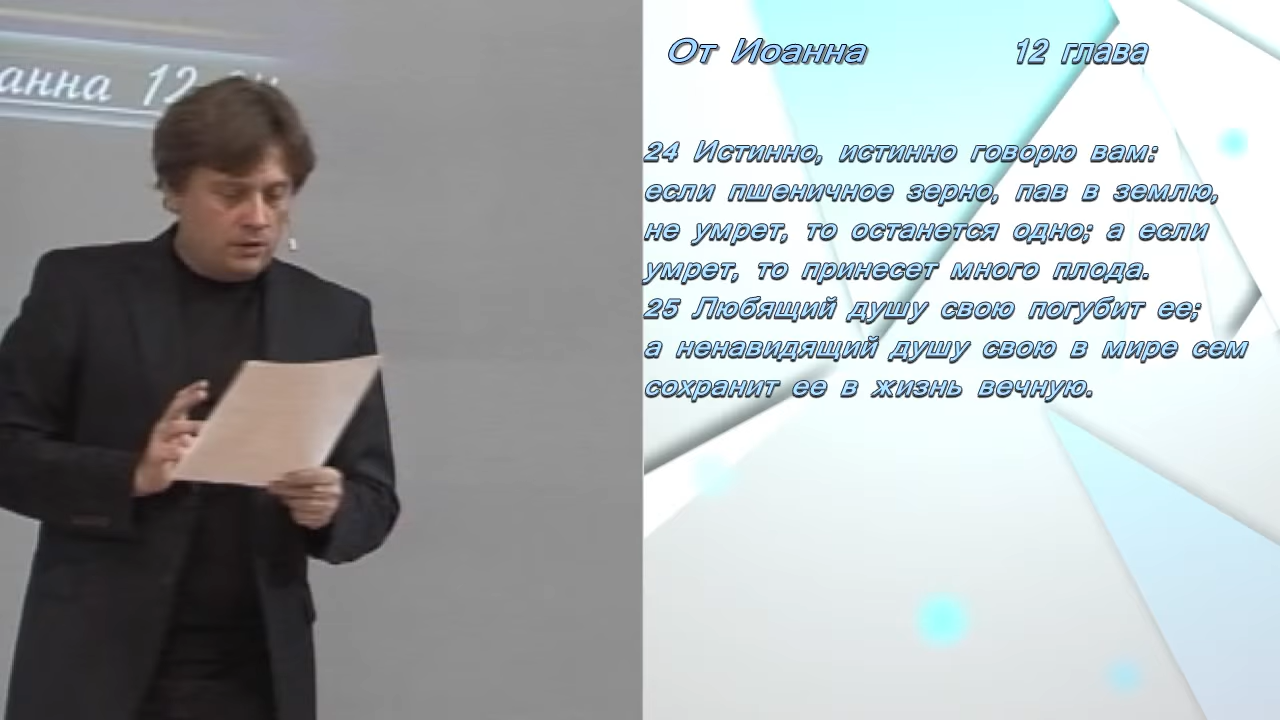 анна 12
От Иоанна 12 глава
24 Истинно, истинно говорю вам:
если пшеничное зерно, пав в землю,
не умрет, то останется одно; а если
умрет, то принесет много плода.
25 Любящий душу свою погубит ее;
а ненавидящий душу свою в мире сем
сохранит ее в жизнь вечную.